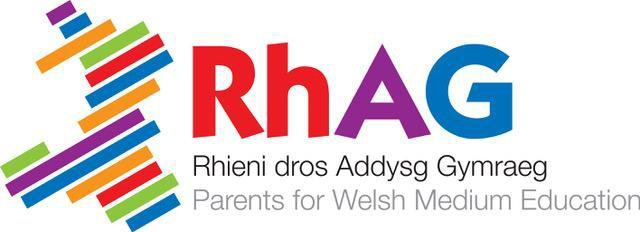 RhAG
Rhieni dros Addysg Gymraeg
Parents for Welsh Medium Education